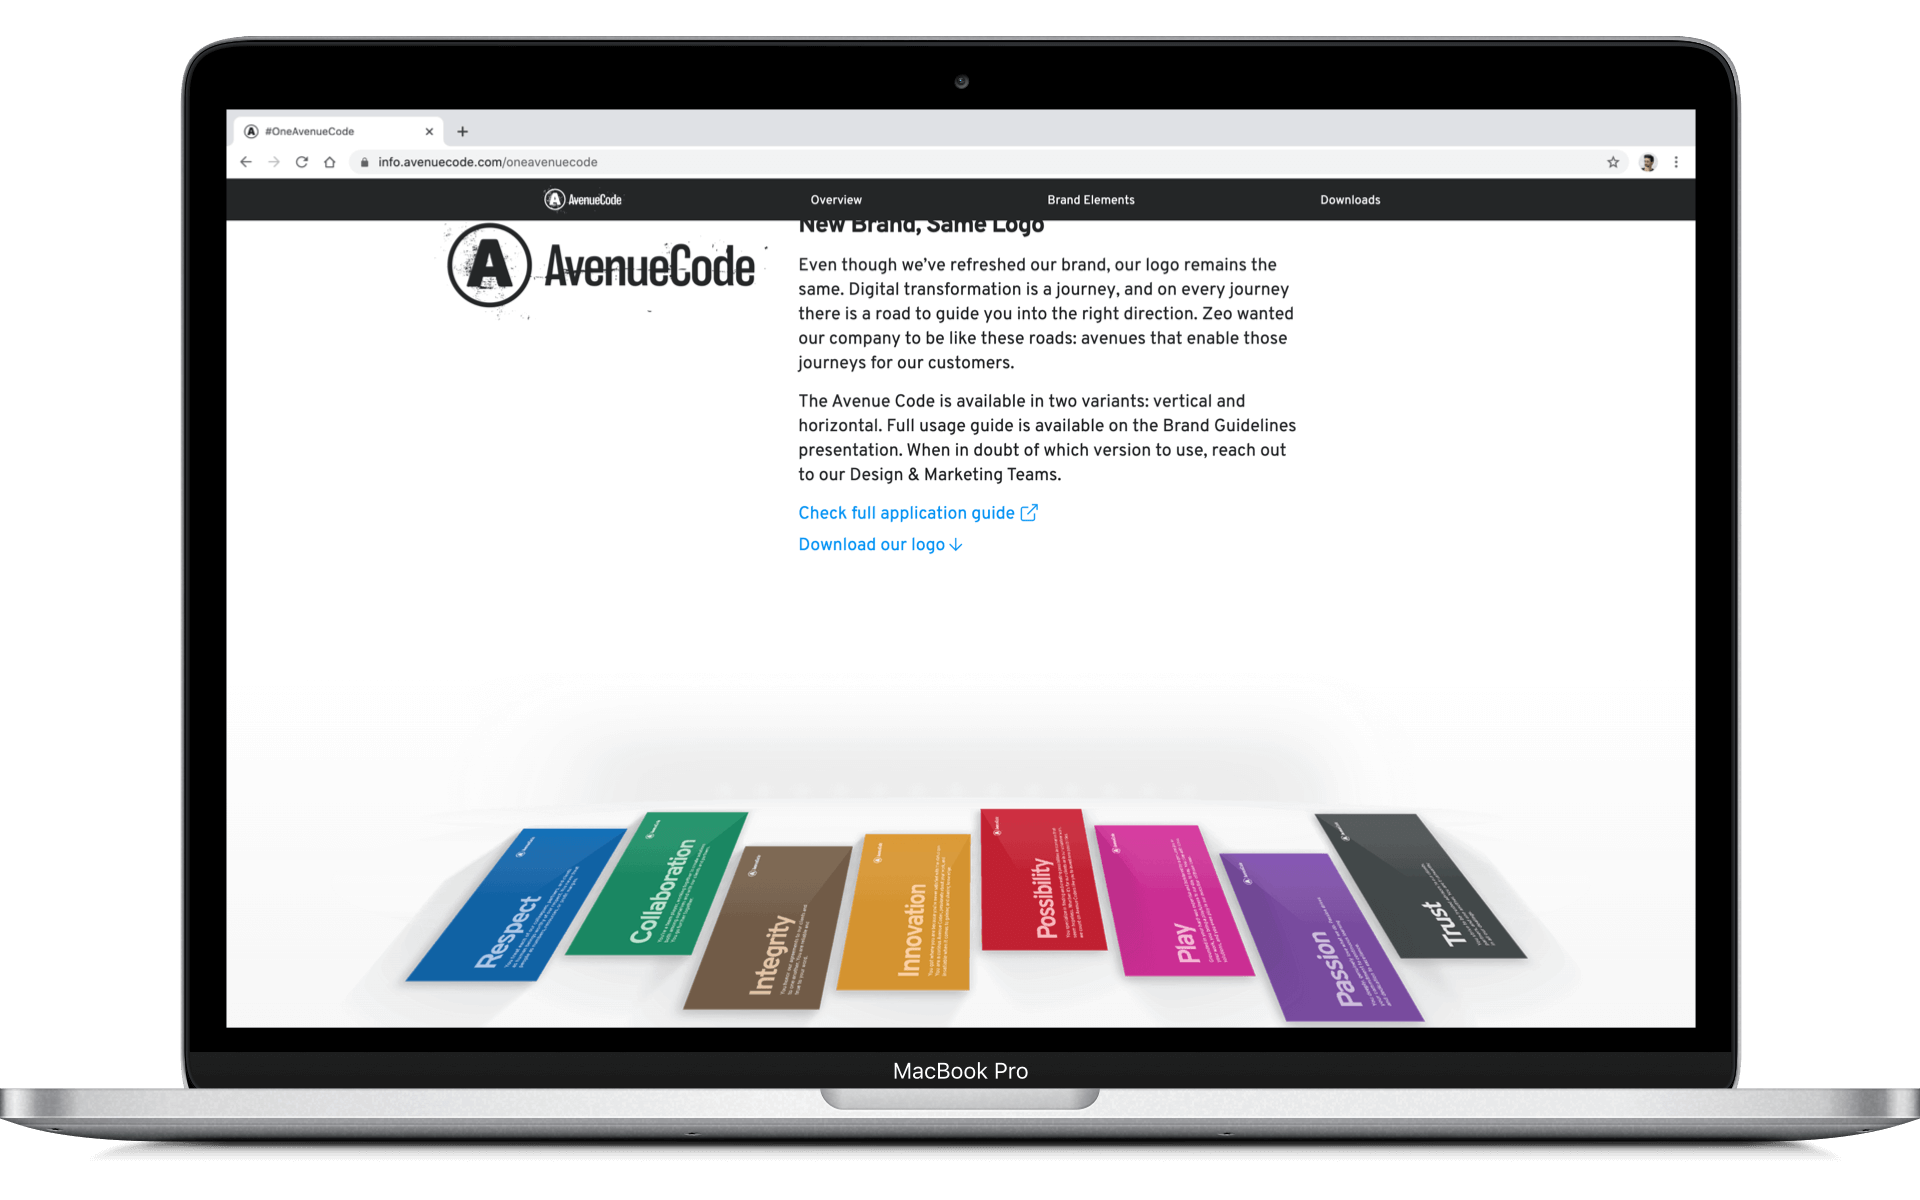 #OneAvenueCode
info.avenuecode.com/oneavenuecode
A AvenueCode
Overview
Brand Elements
Downloads
A AvenueCode
New Brand, Same Logo
Even though we’ve refreshed our brand, our logo remains the
same. Digital transformation is a journey, and on every journey
there is a road to guide you into the right direction. Zeo wanted
our company to be like these roads: avenues that enable those
journeys for our customers.
The Avenue Code is available in two variants: vertical and
horizontal. Full usage guide is available on the Brand Guidelines
presentation. When in doubt of which version to use, reach out
to our Design & Marketing Teams.
Check full application guide
Download our logo
Respect
Collaboration
Integrity
Innovation
Possibility
Play
Passion
Trust
MacBook Pro